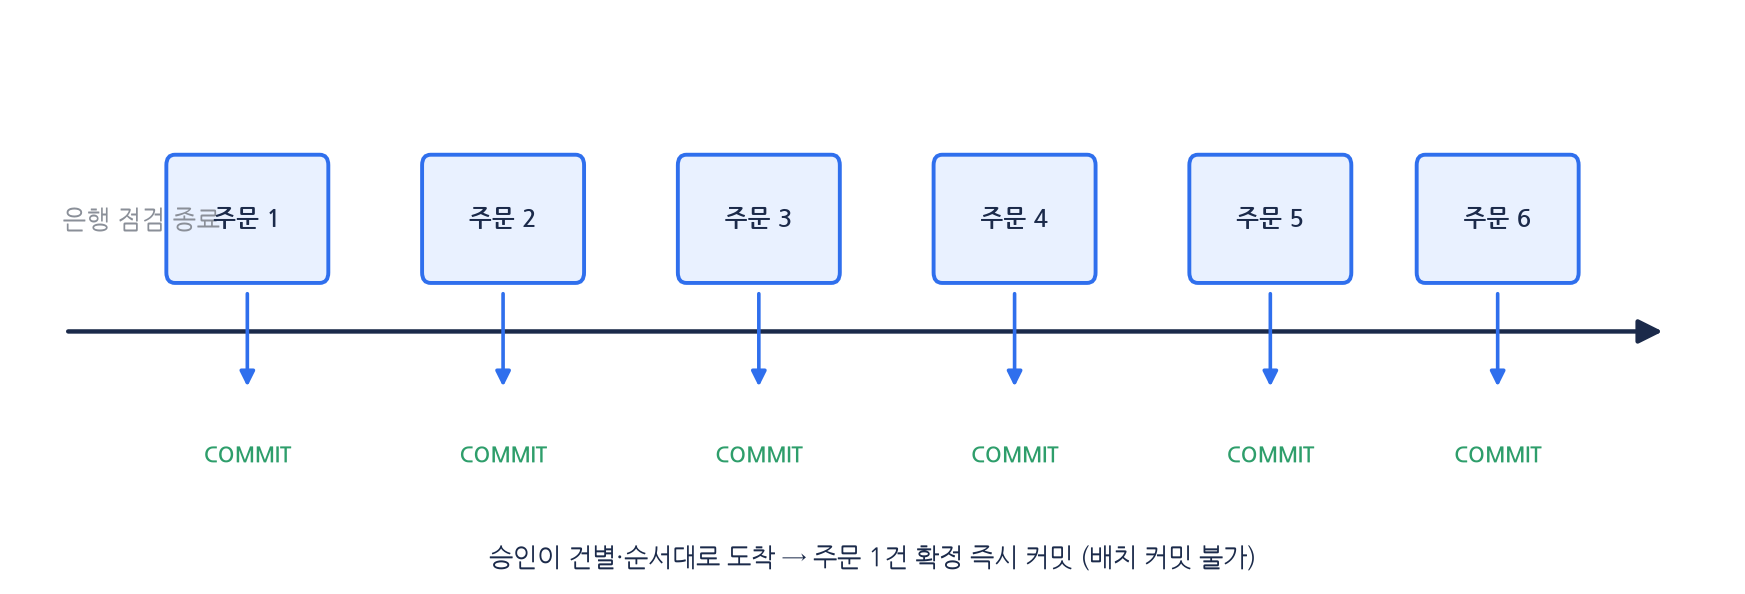 은행 점검 종료
주문 1
주문 2
주문 3
주문 4
주문 5
주문 6
COMMIT
COMMIT
COMMIT
COMMIT
COMMIT
COMMIT
승인이 건별·순서대로 도착 → 주문 1건 확정 즉시 커밋 (배치 커밋 불가)